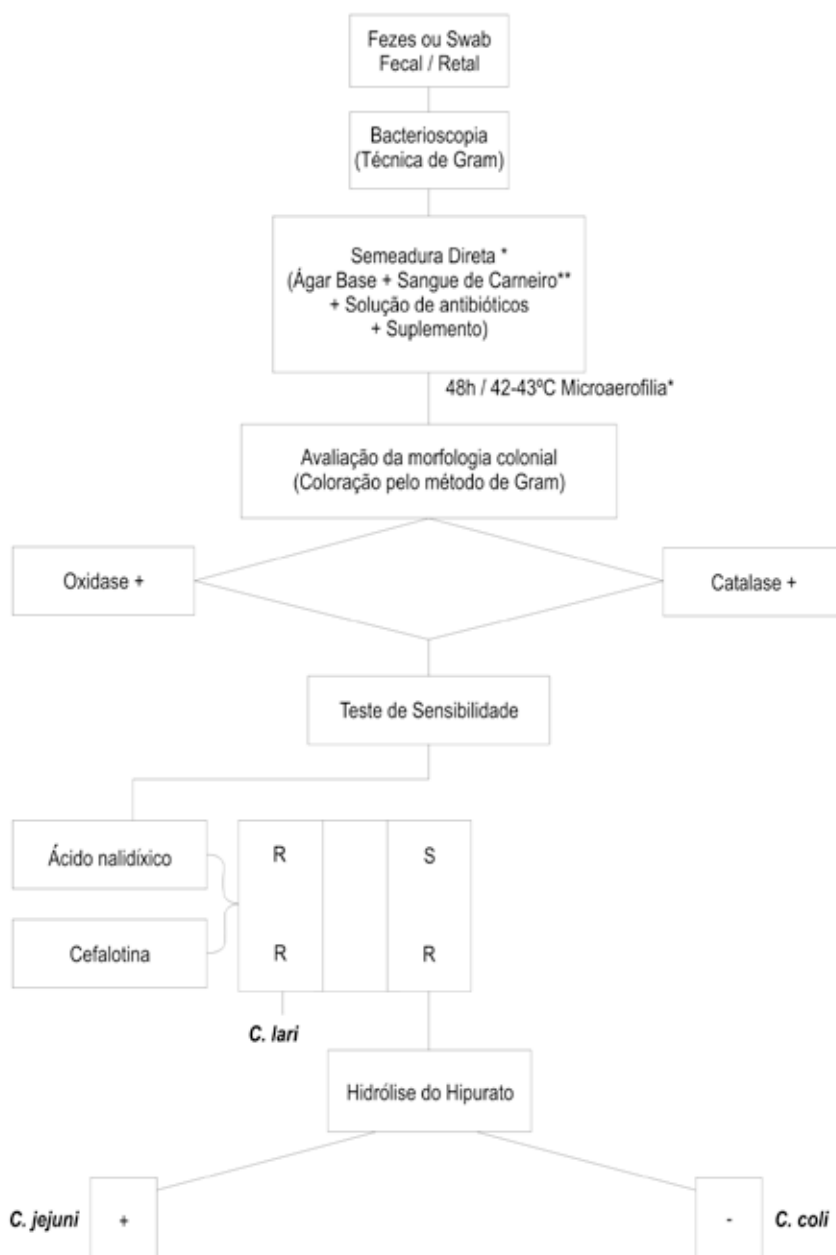 Fezes ou Swab
Fecal / Retal
Bacterioscopia
(Técnica de Gram)
Semeadura Direta *
(Ágar Base + Sangue de Carneiro**
+ Solução de antibióticos
+ Suplemento)
48h / 42-43ºC Microaerofilia*
Avaliação da morfologia colonial
(Coloração pelo método de Gram)
Oxidase +
Catalase +
Teste de Sensibilidade
Ácido nalidíxico
R
S
Cefalotina
R
R
C. lari
Hidrólise do Hipurato
C. jejuni
+
-
C. coli